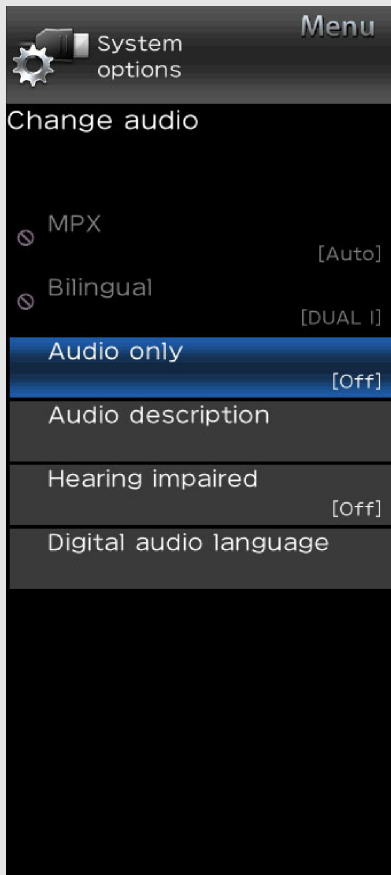 Menu
System
options
Change audio
MPX
[Auto]
Bilingual
[DUAL I]
Audio only
[Off]
Audio description
Hearing impaired
[Off]
Digital audio language